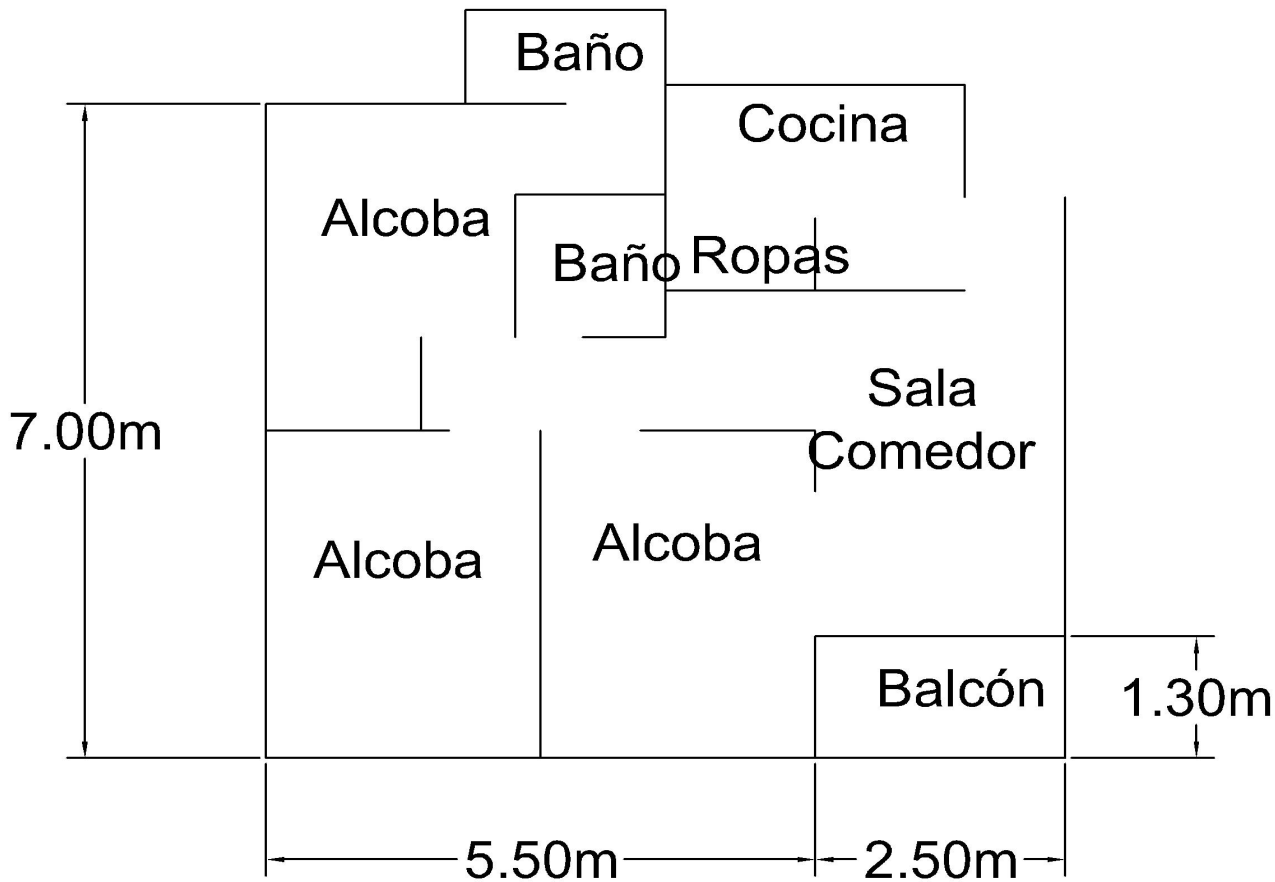 Baño
Cocina
Alcoba
Baño
Ropas
Sala
Comedor
7.00m
Alcoba
Alcoba
Balcón
1.30m
5.50m
2.50m